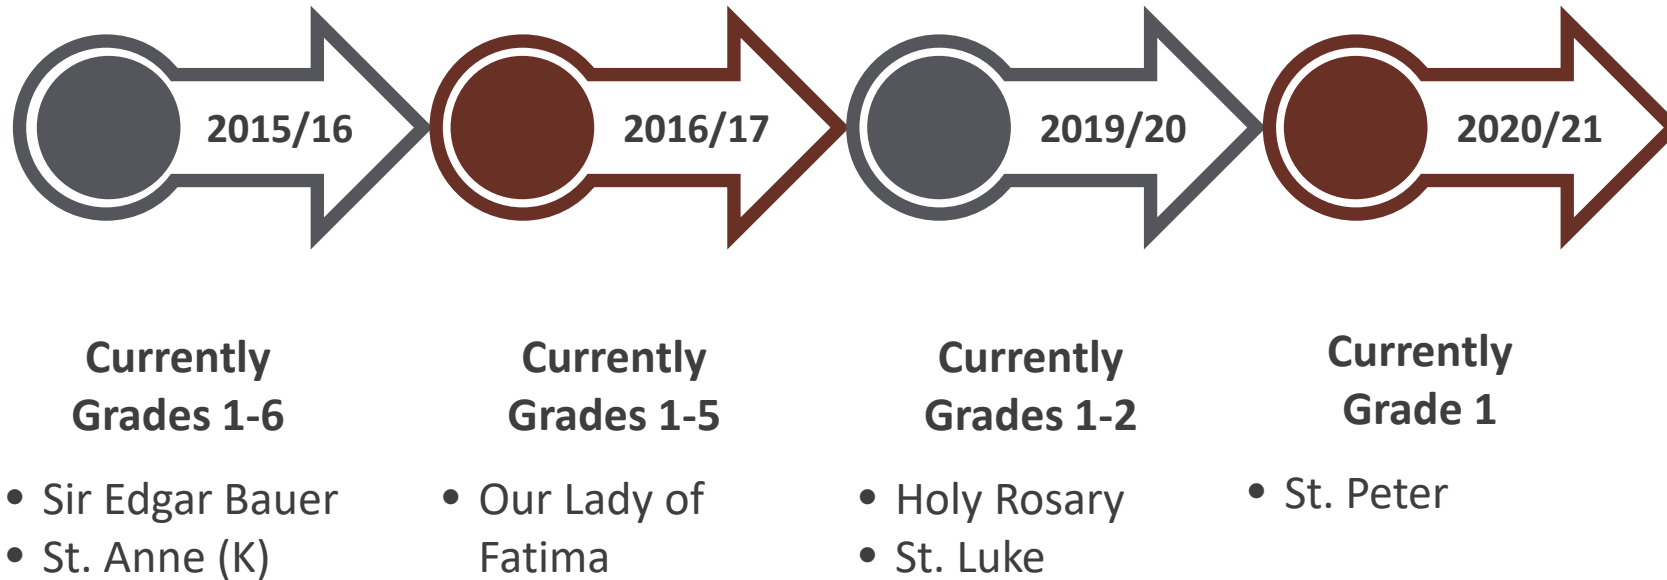 2015/16
2016/17
2019/20
2020/21
Currently
Grades 1-6
• Sir Edgar Bauer
• St. Anne (K)
Currently
Grades 1-5
• Our Lady of
Fatima
Currently
Grades 1-2
• Holy Rosary
• St. Luke
Currently
Grade 1
• St. Peter